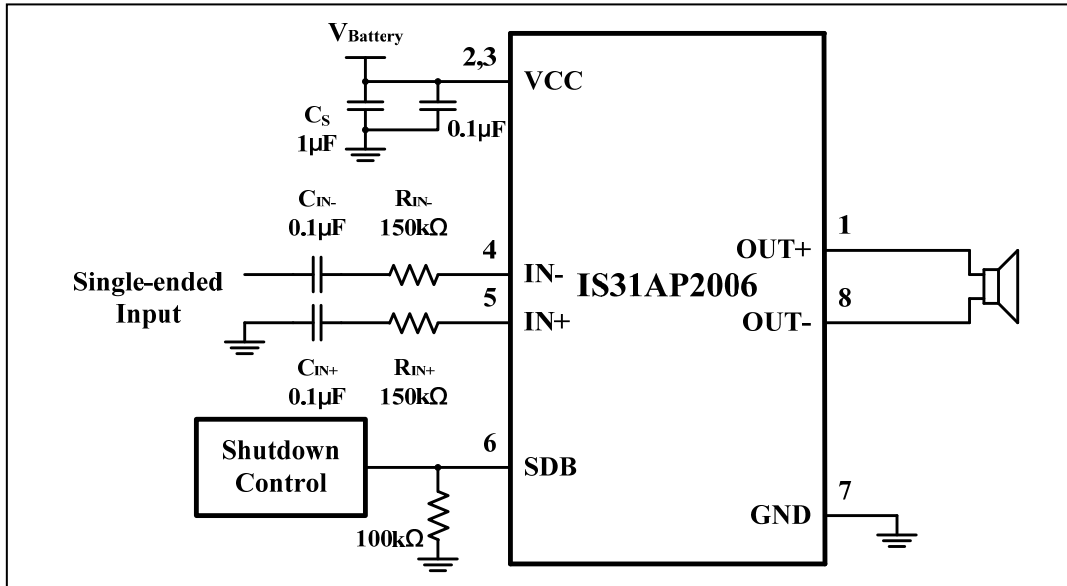 VBattery
2,3
VCC
CS
1µF
0.1µF
CIN-
0.1µF
RIN-
150kΩ
4
IN-
Single-ended
Input
5
IN+
CIN+
0.1µF
RIN+
150kΩ
IS31AP2006
1
OUT+
8
OUT-
Shutdown
Control
6
SDB
100kΩ
7
GND